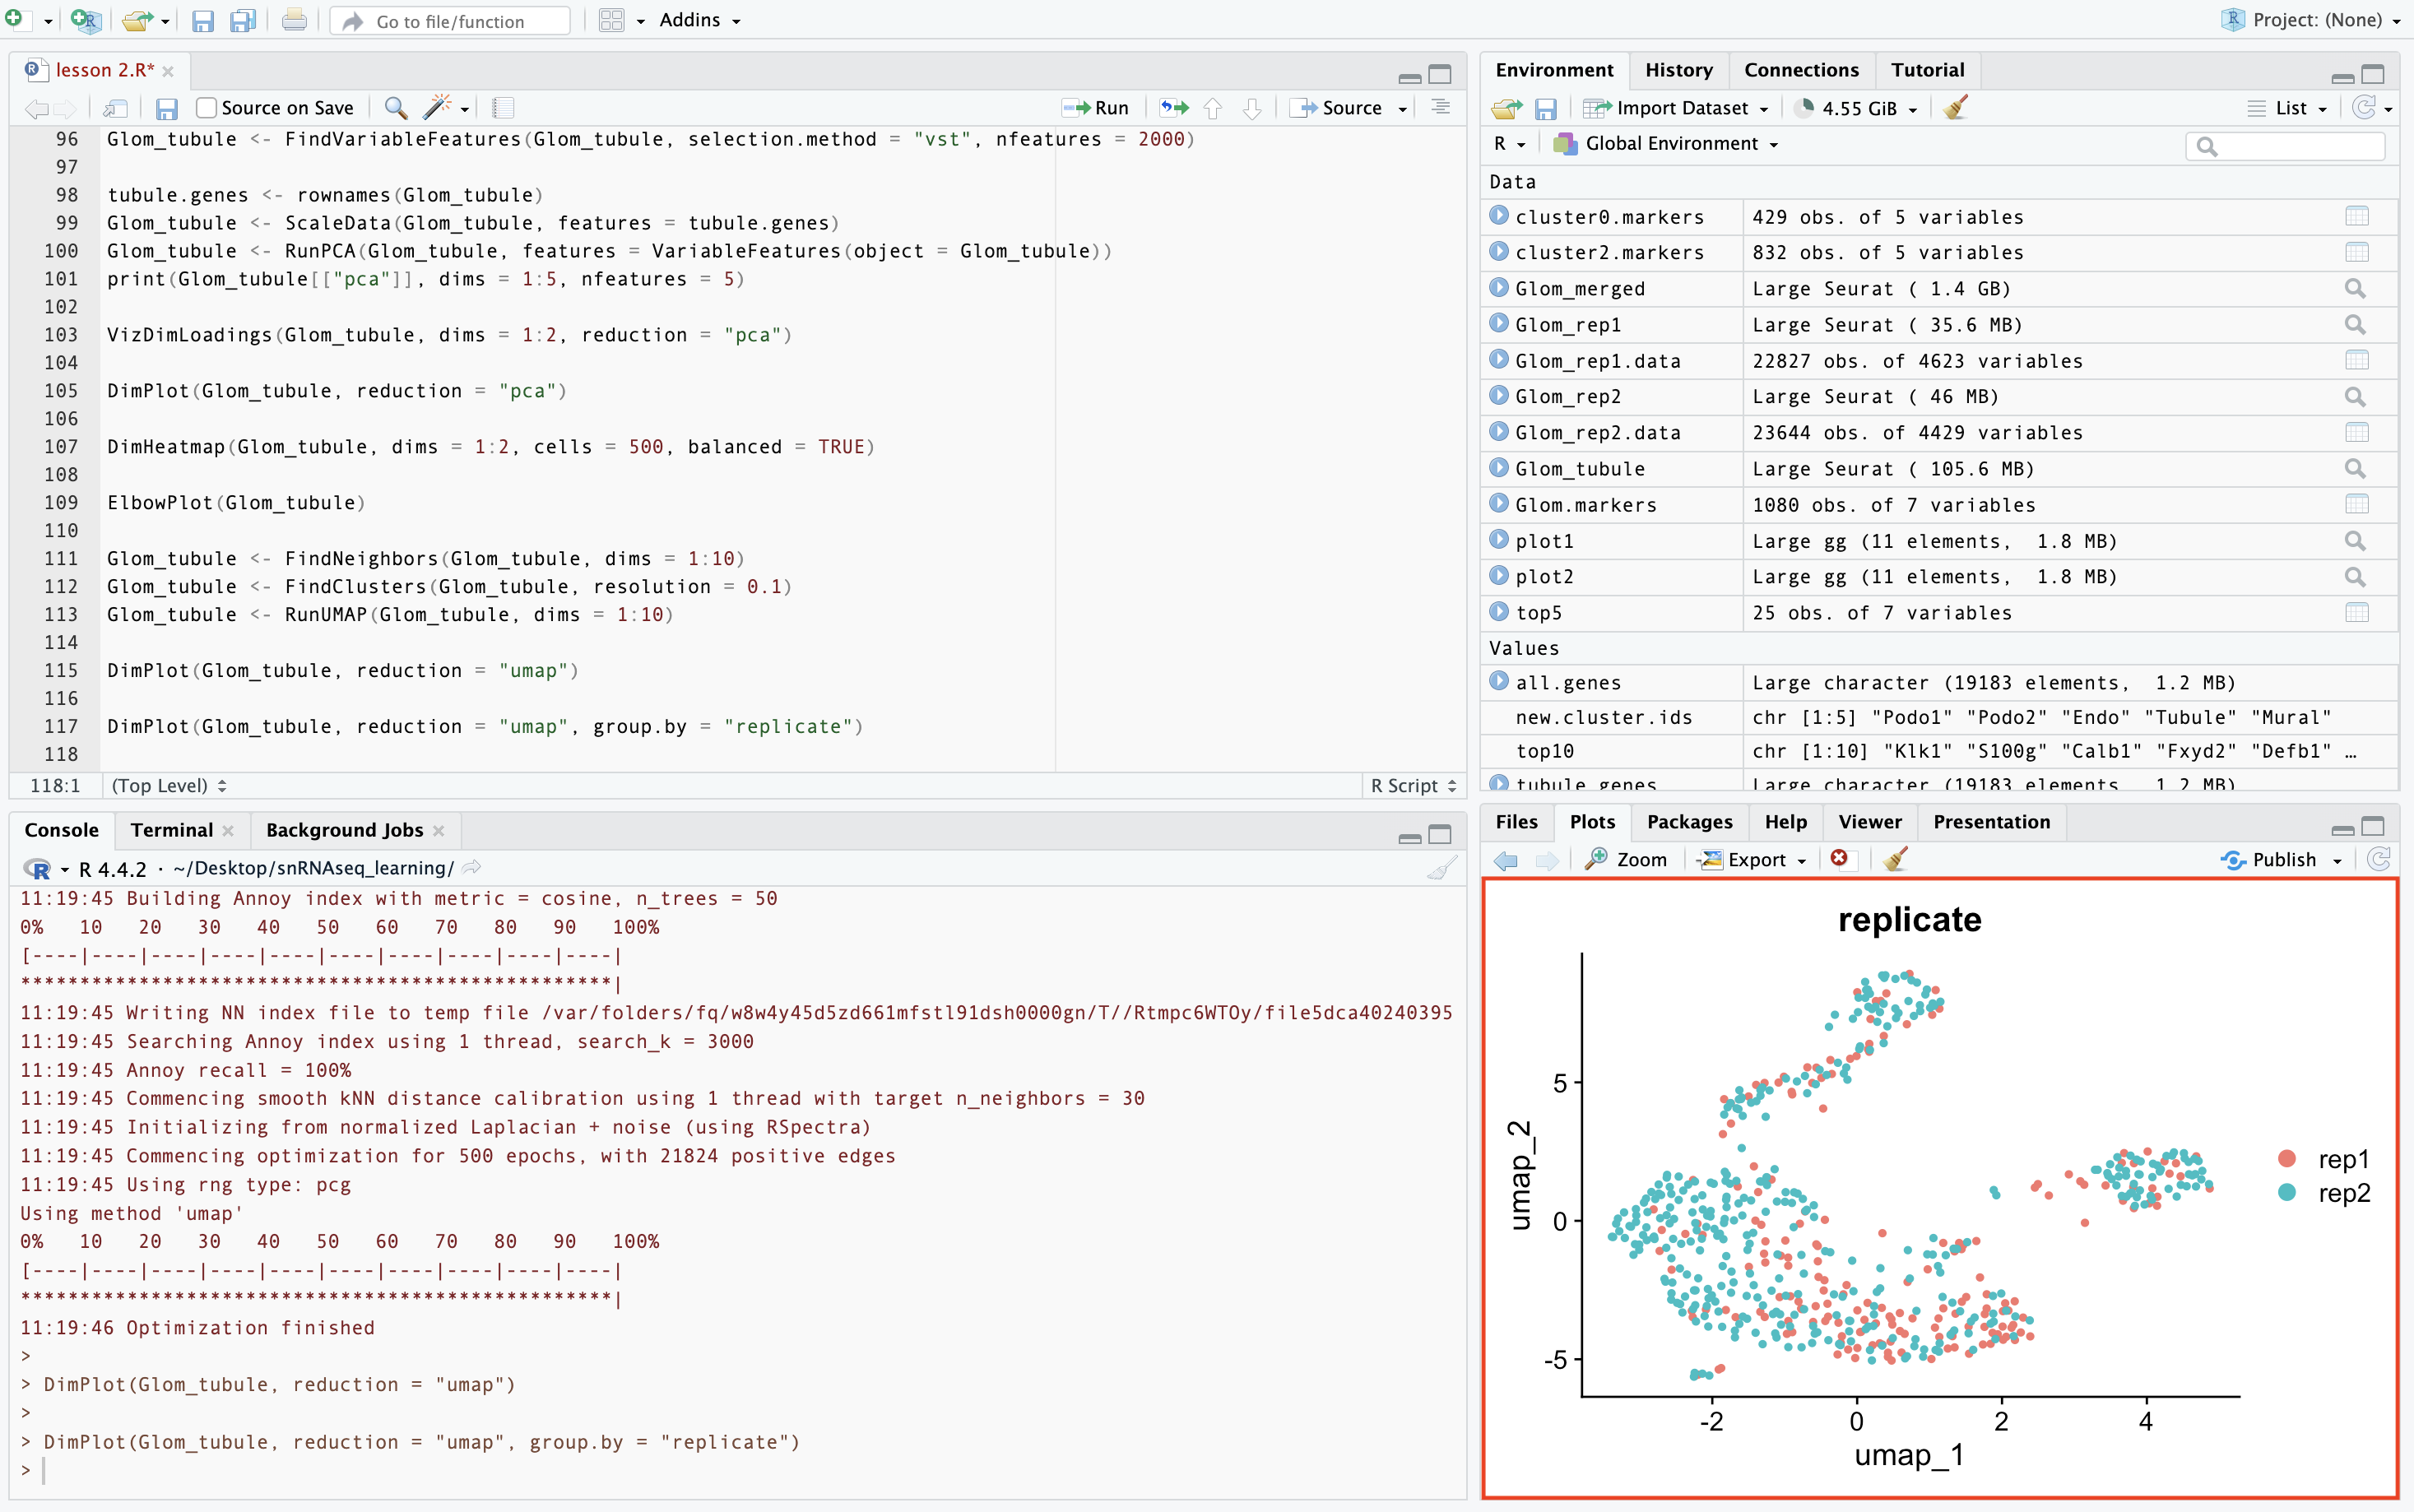 Go to file/function
Addins
Project: (None)
lesson 2.R*
Source on Save
Run
Source
96 Glom_tubule <- FindVariableFeatures(Glom_tubule, selection.method = "vst", nfeatures = 2000)
97
98 tubule.genes <- rownames(Glom_tubule)
99 Glom_tubule <- ScaleData(Glom_tubule, features = tubule.genes)
100 Glom_tubule <- RunPCA(Glom_tubule, features = VariableFeatures(object = Glom_tubule))
101 print(Glom_tubule[["pca"]], dims = 1:5, nfeatures = 5)
102
103 VizDimLoadings(Glom_tubule, dims = 1:2, reduction = "pca")
104
105 DimPlot(Glom_tubule, reduction = "pca")
106
107 DimHeatmap(Glom_tubule, dims = 1:2, cells = 500, balanced = TRUE)
108
109 ElbowPlot(Glom_tubule)
110
111 Glom_tubule <- FindNeighbors(Glom_tubule, dims = 1:10)
112 Glom_tubule <- FindClusters(Glom_tubule, resolution = 0.1)
113 Glom_tubule <- RunUMAP(Glom_tubule, dims = 1:10)
114
115 DimPlot(Glom_tubule, reduction = "umap")
116
117 DimPlot(Glom_tubule, reduction = "umap", group.by = "replicate")
118
118:1 (Top Level) R Script
Console Terminal Background Jobs
R 4.4.2 · ~/Desktop/snRNAseq_learning/
11:19:45 Building Annoy index with metric = cosine, n_trees = 50
0% 10 20 30 40 50 60 70 80 90 100%
[----|----|----|----|----|----|----|----|----|----|
**************************************************|
11:19:45 Writing NN index file to temp file /var/folders/fq/w8w4y45d5zd661mfstl91dsh0000gn/T//Rtmpc6WTOy/file5dca40240395
11:19:45 Searching Annoy index using 1 thread, search_k = 3000
11:19:45 Annoy recall = 100%
11:19:45 Commencing smooth kNN distance calibration using 1 thread with target n_neighbors = 30
11:19:45 Initializing from normalized Laplacian + noise (using RSpectra)
11:19:45 Commencing optimization for 500 epochs, with 21824 positive edges
11:19:45 Using rng type: pcg
Using method 'umap'
0% 10 20 30 40 50 60 70 80 90 100%
[----|----|----|----|----|----|----|----|----|----|
**************************************************|
11:19:46 Optimization finished
>
> DimPlot(Glom_tubule, reduction = "umap")
>
> DimPlot(Glom_tubule, reduction = "umap", group.by = "replicate")
>
Environment History Connections Tutorial
Import Dataset 4.55 GiB List
R Global Environment
Data
cluster0.markers 429 obs. of 5 variables
cluster2.markers 832 obs. of 5 variables
Glom_merged Large Seurat ( 1.4 GB)
Glom_rep1 Large Seurat ( 35.6 MB)
Glom_rep1.data 22827 obs. of 4623 variables
Glom_rep2 Large Seurat ( 46 MB)
Glom_rep2.data 23644 obs. of 4429 variables
Glom_tubule Large Seurat ( 105.6 MB)
Glom.markers 1080 obs. of 7 variables
plot1 Large gg (11 elements, 1.8 MB)
plot2 Large gg (11 elements, 1.8 MB)
top5 25 obs. of 7 variables
Values
all.genes Large character (19183 elements, 1.2 MB)
new.cluster.ids chr [1:5] "Podo1" "Podo2" "Endo" "Tubule" "Mural"
top10 chr [1:10] "Klk1" "S100g" "Calb1" "Fxyd2" "Defb1" …
tubule.genes Large character (19183 elements, 1.2 MB)
Files Plots Packages Help Viewer Presentation
Zoom Export Publish
replicate
5
0
-5
umap_2
-2 0 2 4
umap_1
rep1
rep2